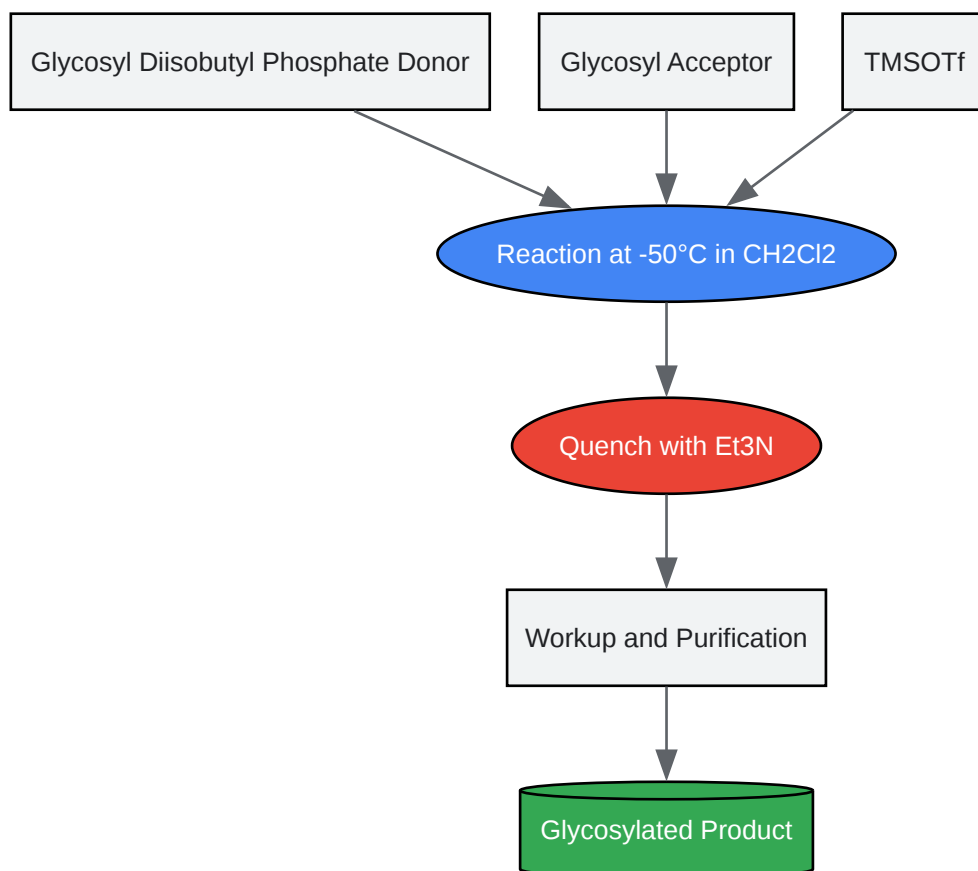 Glycosyl Diisobutyl Phosphate Donor
Glycosyl Acceptor
TMSOTf
Reaction at -50°C in CH2Cl2
Quench with Et3N
Workup and Purification
Glycosylated Product